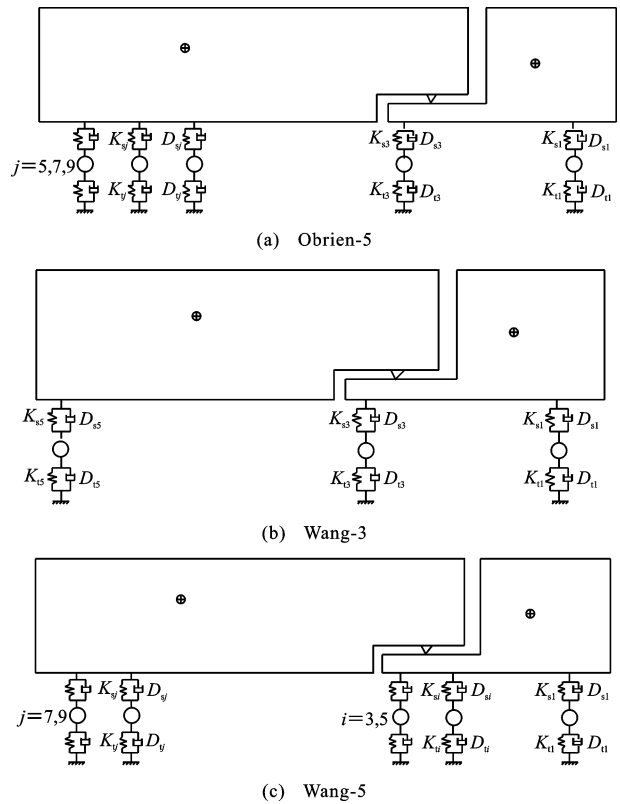 K_sj D_sj K_s3 D_s3 K_s1 D_s1
j=5,7,9
K_tj D_tj K_t3 D_t3 K_t1 D_t1
(a) Obrien-5
K_s5 D_s5 K_s3 D_s3 K_s1 D_s1
K_t5 D_t5 K_t3 D_t3 K_t1 D_t1
(b) Wang-3
K_sj D_sj K_si D_si K_s1 D_s1
j=7,9 i=3,5
K_tj D_tj K_ti D_ti K_t1 D_t1
(c) Wang-5